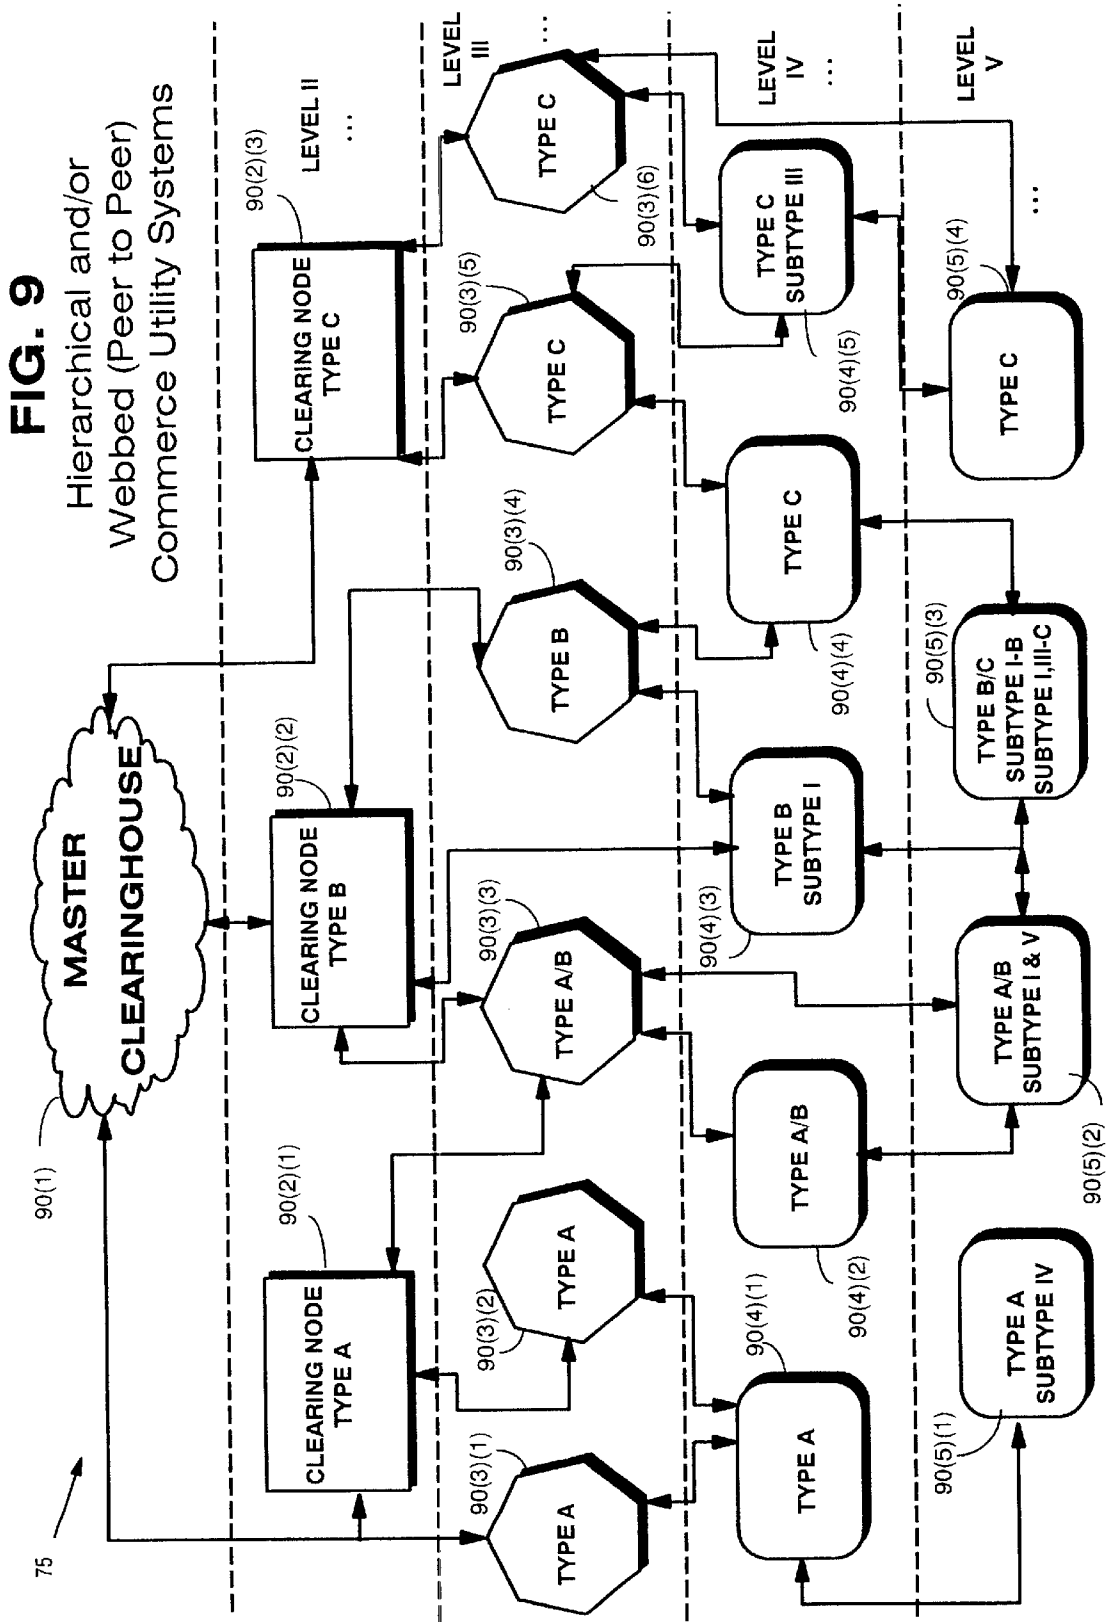 FIG. 9
Hierarchical and/or
Webbed (Peer to Peer)
Commerce Utility Systems
75
90(1)
MASTER
CLEARINGHOUSE
LEVEL II
...
90(2)(1)
CLEARING NODE
TYPE A
90(2)(2)
CLEARING NODE
TYPE B
90(2)(3)
CLEARING NODE
TYPE C
LEVEL
III
...
90(3)(1)
TYPE A
90(3)(2)
TYPE A
90(3)(3)
TYPE A/B
90(3)(4)
TYPE B
90(3)(5)
TYPE C
90(3)(6)
TYPE C
LEVEL
IV
...
90(4)(1)
TYPE A
90(4)(2)
TYPE A/B
90(4)(3)
TYPE B
SUBTYPE I
90(4)(4)
TYPE C
90(4)(5)
TYPE C
SUBTYPE III
LEVEL
V
...
90(5)(1)
TYPE A
SUBTYPE IV
90(5)(2)
TYPE A/B
SUBTYPE I & V
90(5)(3)
TYPE B/C
SUBTYPE I-B
SUBTYPE I,III-C
90(5)(4)
TYPE C